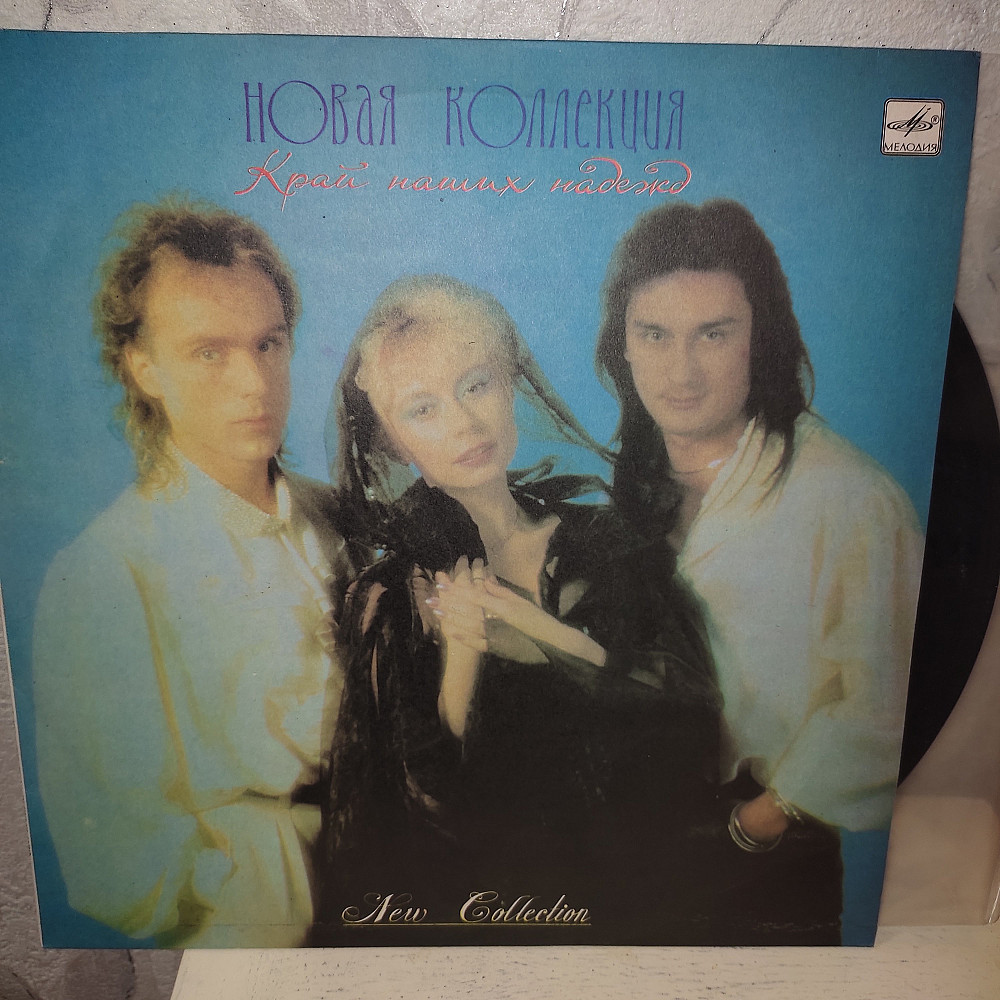 НОВАЯ КОЛЛЕКЦИЯ
Край наших надежд
®
МЕЛОДИЯ
New Collection